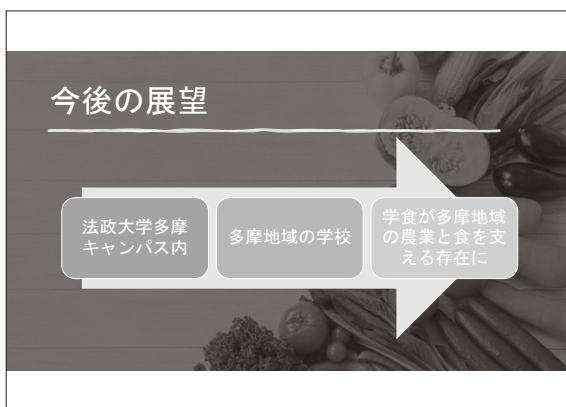 今後の展望
法政大学多摩
キャンパス内
多摩地域の学校
学食が多摩地域
の農業と食を支
える存在に